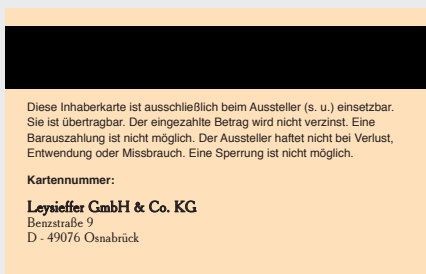 Diese Inhaberkarte ist ausschließlich beim Aussteller (s. u.) einsetzbar.
Sie ist übertragbar. Der eingezahlte Betrag wird nicht verzinst. Eine
Barauszahlung ist nicht möglich. Der Aussteller haftet nicht bei Verlust,
Entwendung oder Missbrauch. Eine Sperrung ist nicht möglich.
Kartennummer:
Leysieffer GmbH & Co. KG
Benzstraße 9
D - 49076 Osnabrück